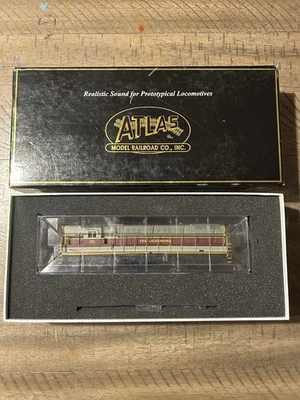 Realistic Sound for Prototypical Locomotives
ATLAS
MODEL RAILROAD CO., INC.
ERIE LACKAWANNA